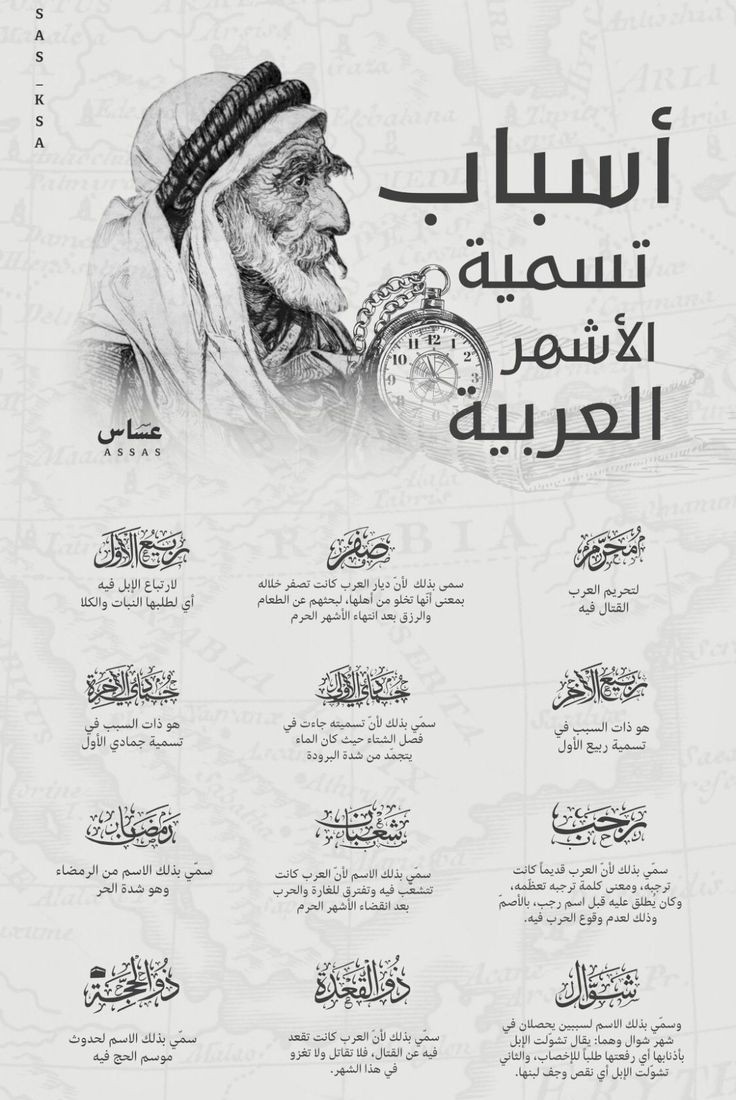 SAS_KSA
أسباب
تسمية
الأشهر
العربية
عساس
ASSAS
مُحرَّم
لتحريم العرب
القتال فيه
صفر
سمى بذلك لأنّ ديار العرب كانت تصفر خلاله
بمعنى أنّها تخلو من أهلها، لبحثهم عن الطعام
والرزق بعد انتهاء الأشهر الحرم
ربيع الأول
لارتباع الإبل فيه
أي لطلبها النبات والكلا
ربيع الآخر
هو ذات السبب في
تسمية ربيع الأول
جمادى الأولى
سمّي بذلك لأنّ تسميته جاءت في
فصل الشتاء حيث كان الماء
يتجمّد من شدة البرودة
جمادى الآخرة
هو ذات السبب في
تسمية جمادي الأول
رجب
سمّي بذلك لأنّ العرب قديماً كانت
ترجبه، ومعنى كلمة ترجبه تعظّمه،
وكان يُطلق عليه قبل اسم رجب، بالأصمّ
وذلك لعدم وقوع الحرب فيه.
شعبان
سمّي بذلك الاسم لأنّ العرب كانت
تتشعّب فيه وتفترق للغارة والحرب
بعد انقضاء الأشهر الحرم
رمضان
سمّي بذلك الاسم من الرمضاء
وهو شدة الحر
شوّال
وسمّي بذلك الاسم لسببين يحصلان في
شهر شوال وهما: يقال تشوّلت الإبل
بأذنابها أي رفعتها طلباً للإخصاب، والثاني
تشوّلت الإبل أي نقص وجف لبنها.
ذُو القَعْدَة
سمّي بذلك لأنّ العرب كانت تقعد
فيه عن القتال، فلا تقاتل ولا تغزو
في هذا الشهر.
ذُو الحجّة
سمّي بذلك الاسم لحدوث
موسم الحج فيه